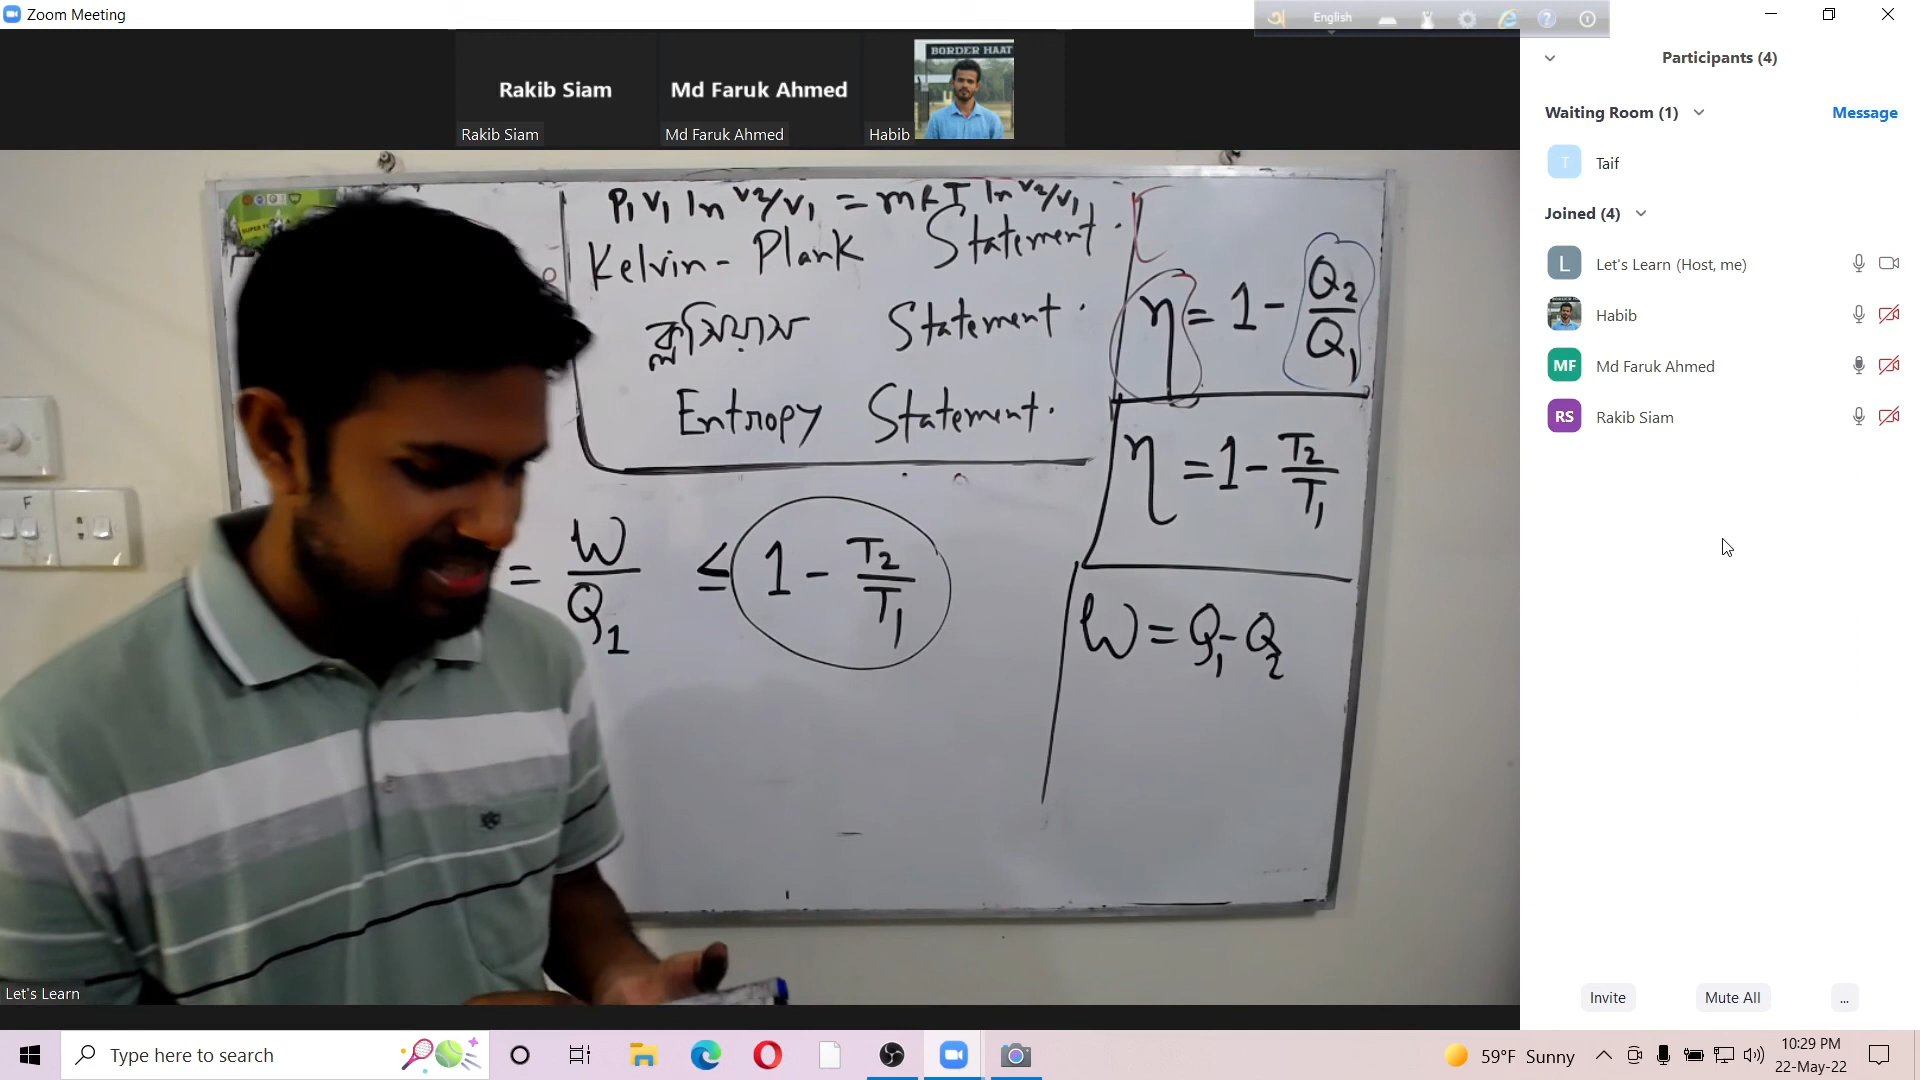 Zoom Meeting
English
Rakib Siam
Md Faruk Ahmed
BORDER HAAT
Rakib Siam
Md Faruk Ahmed
Habib
P₁ V₁ ln V₂/V₁ = mRT ln V₂/V₁
Kelvin - Plank Statement.
ক্লসিয়াস Statement.
Entropy Statement.
= W/Q₁ ≤ 1 - T₂/T₁
η = 1 - Q₂/Q₁
η = 1 - T₂/T₁
W = Q₁ - Q₂
F
Let's Learn
Participants (4)
Waiting Room (1)
Message
T
Taif
Joined (4)
L
Let's Learn (Host, me)
Habib
MF
Md Faruk Ahmed
RS
Rakib Siam
Invite
Mute All
...
Type here to search
59°F Sunny
10:29 PM
22-May-22